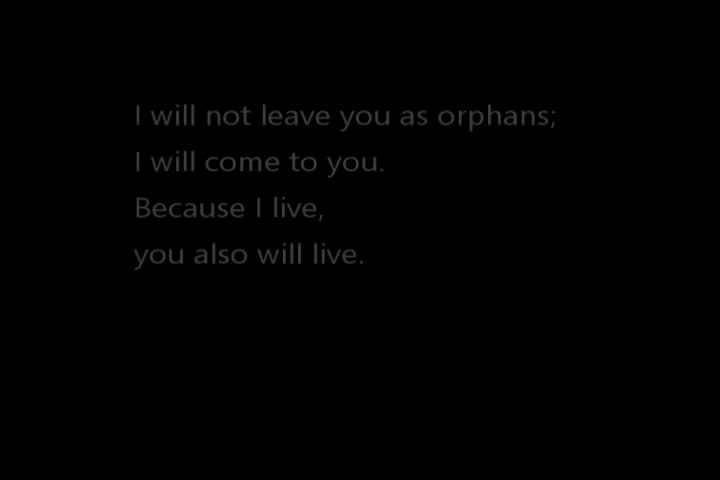 I will not leave you as orphans;
I will come to you.
Because I live,
you also will live.